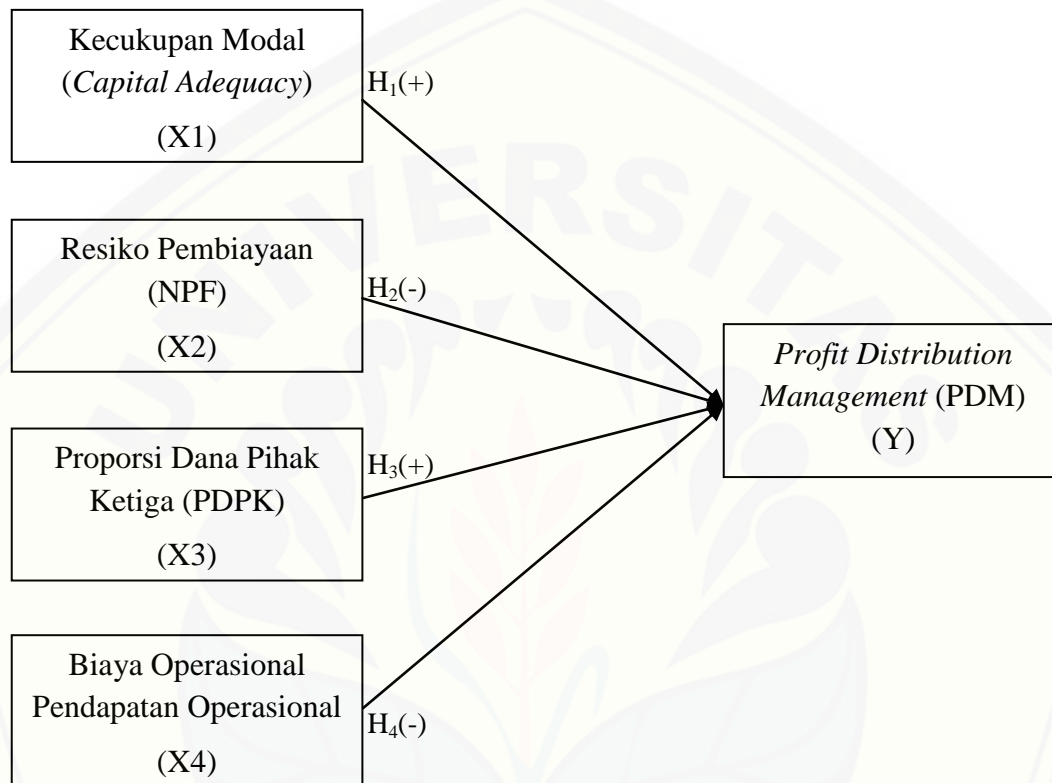 Kecukupan Modal
(Capital Adequacy)
(X1)
H₁(+)
Resiko Pembiayaan
(NPF)
(X2)
H₂(-)
Proporsi Dana Pihak
Ketiga (PDPK)
(X3)
H₃(+)
Biaya Operasional
Pendapatan Operasional
(X4)
H₄(-)
Profit Distribution
Management (PDM)
(Y)
UNIVERSITAS